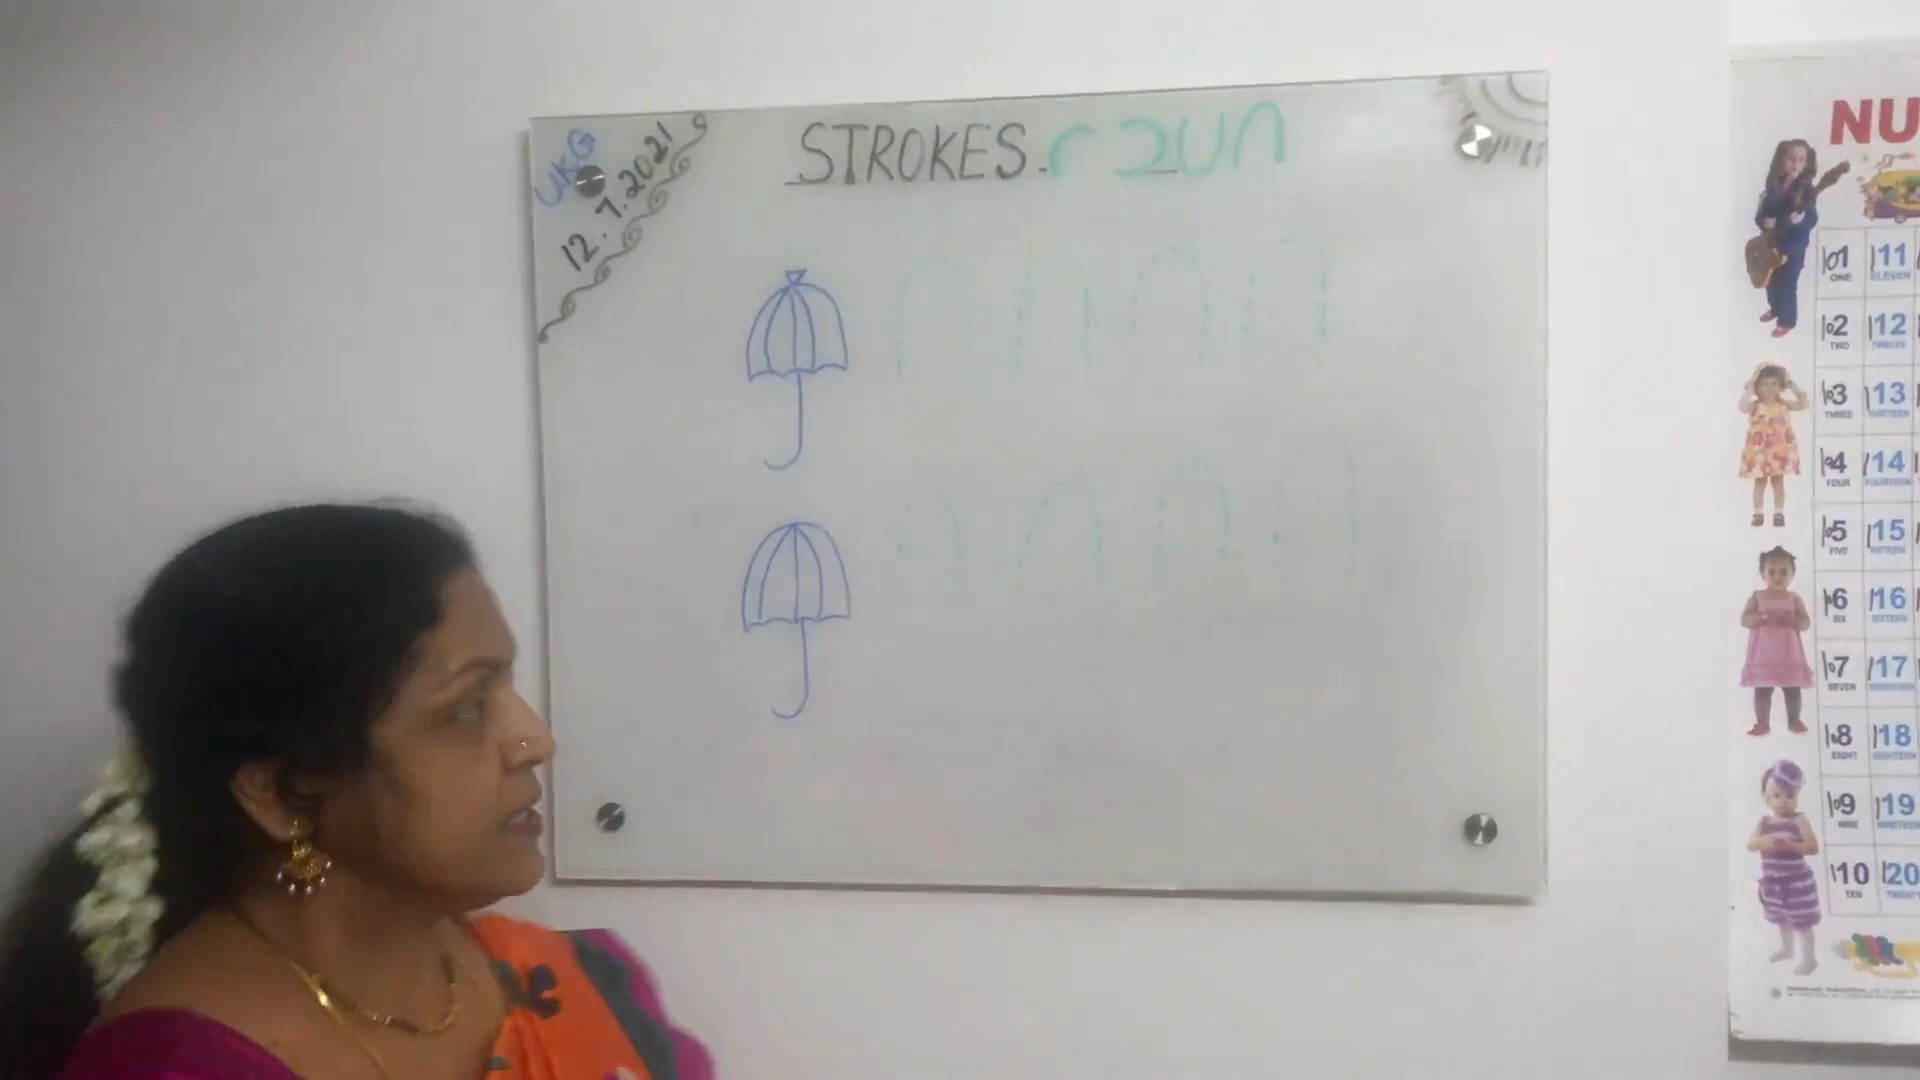 UKG
12.7.2021
STROKES.
NU
01 11
ONE ELEVEN
02 12
TWO TWELVE
03 13
THREE THIRTEEN
04 14
FOUR FOURTEEN
05 15
FIVE FIFTEEN
06 16
SIX SIXTEEN
07 17
SEVEN
08 18
EIGHT EIGHTEEN
09 19
NINE NINETEEN
10 20
TEN TWENTY